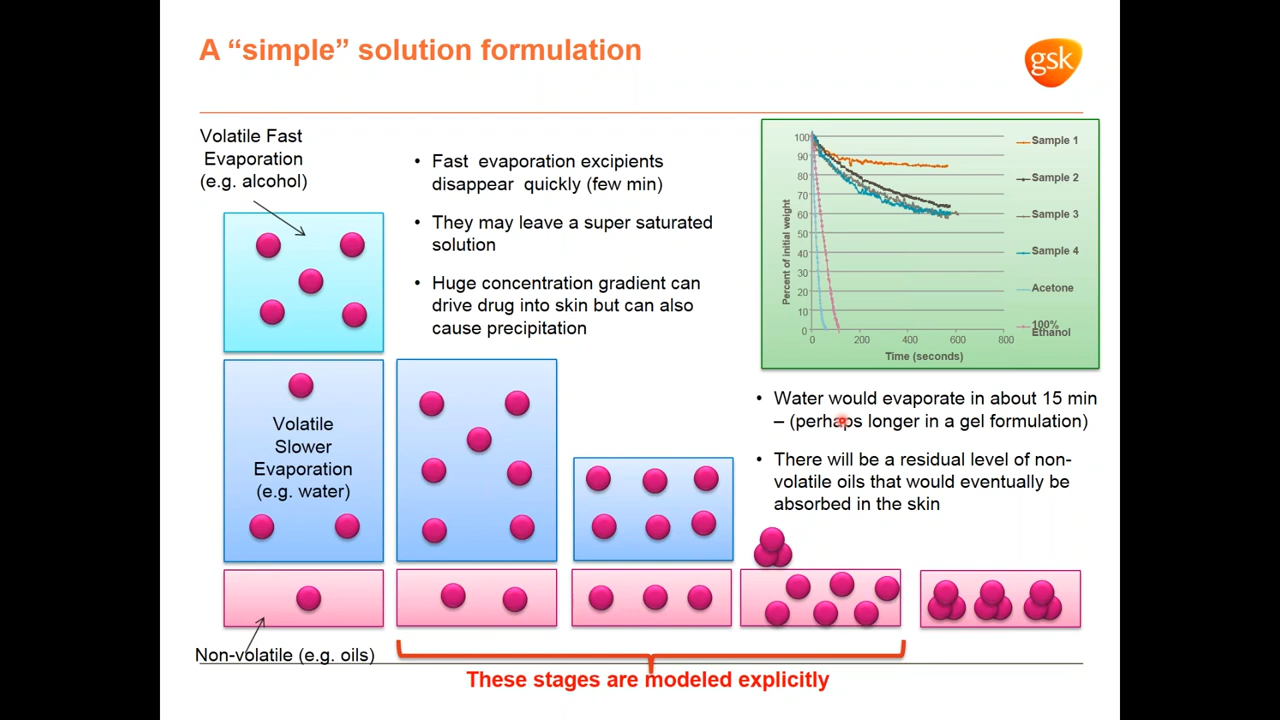 A “simple” solution formulation
gsk
Volatile Fast
Evaporation
(e.g. alcohol)
• Fast evaporation excipients
disappear quickly (few min)
• They may leave a super saturated
solution
• Huge concentration gradient can
drive drug into skin but can also
cause precipitation
Percent of initial weight
100
90
80
70
60
50
40
30
20
10
0
0 200 400 600 800
Time (seconds)
Sample 1
Sample 2
Sample 3
Sample 4
Acetone
100%
Ethanol
Volatile
Slower
Evaporation
(e.g. water)
• Water would evaporate in about 15 min
– (perhaps longer in a gel formulation)
• There will be a residual level of non-
volatile oils that would eventually be
absorbed in the skin
Non-volatile (e.g. oils)
These stages are modeled explicitly